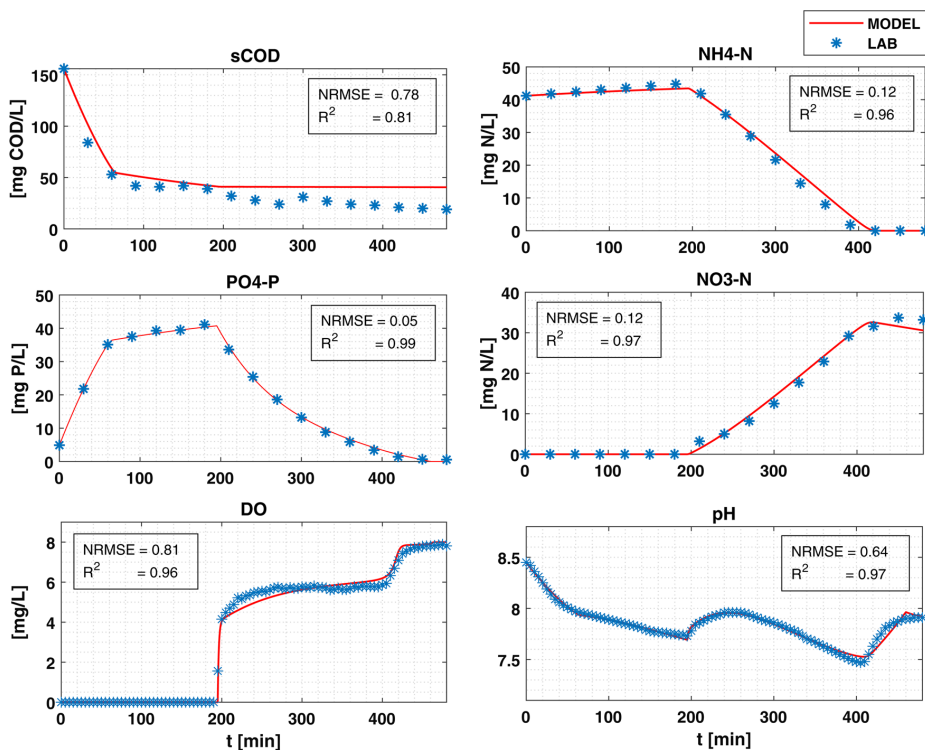 MODEL
LAB
sCOD
NRMSE = 0.78
R² = 0.81
[mg COD/L]
150
100
50
0
0 100 200 300 400
NH4-N
NRMSE = 0.12
R² = 0.96
[mg N/L]
50
40
30
20
10
0
0 100 200 300 400
PO4-P
NRMSE = 0.05
R² = 0.99
[mg P/L]
50
40
30
20
10
0
0 100 200 300 400
NO3-N
NRMSE = 0.12
R² = 0.97
[mg N/L]
40
30
20
10
0
0 100 200 300 400
DO
NRMSE = 0.81
R² = 0.96
[mg/L]
8
6
4
2
0
0 100 200 300 400
t [min]
pH
NRMSE = 0.64
R² = 0.97
8.5
8
7.5
0 100 200 300 400
t [min]